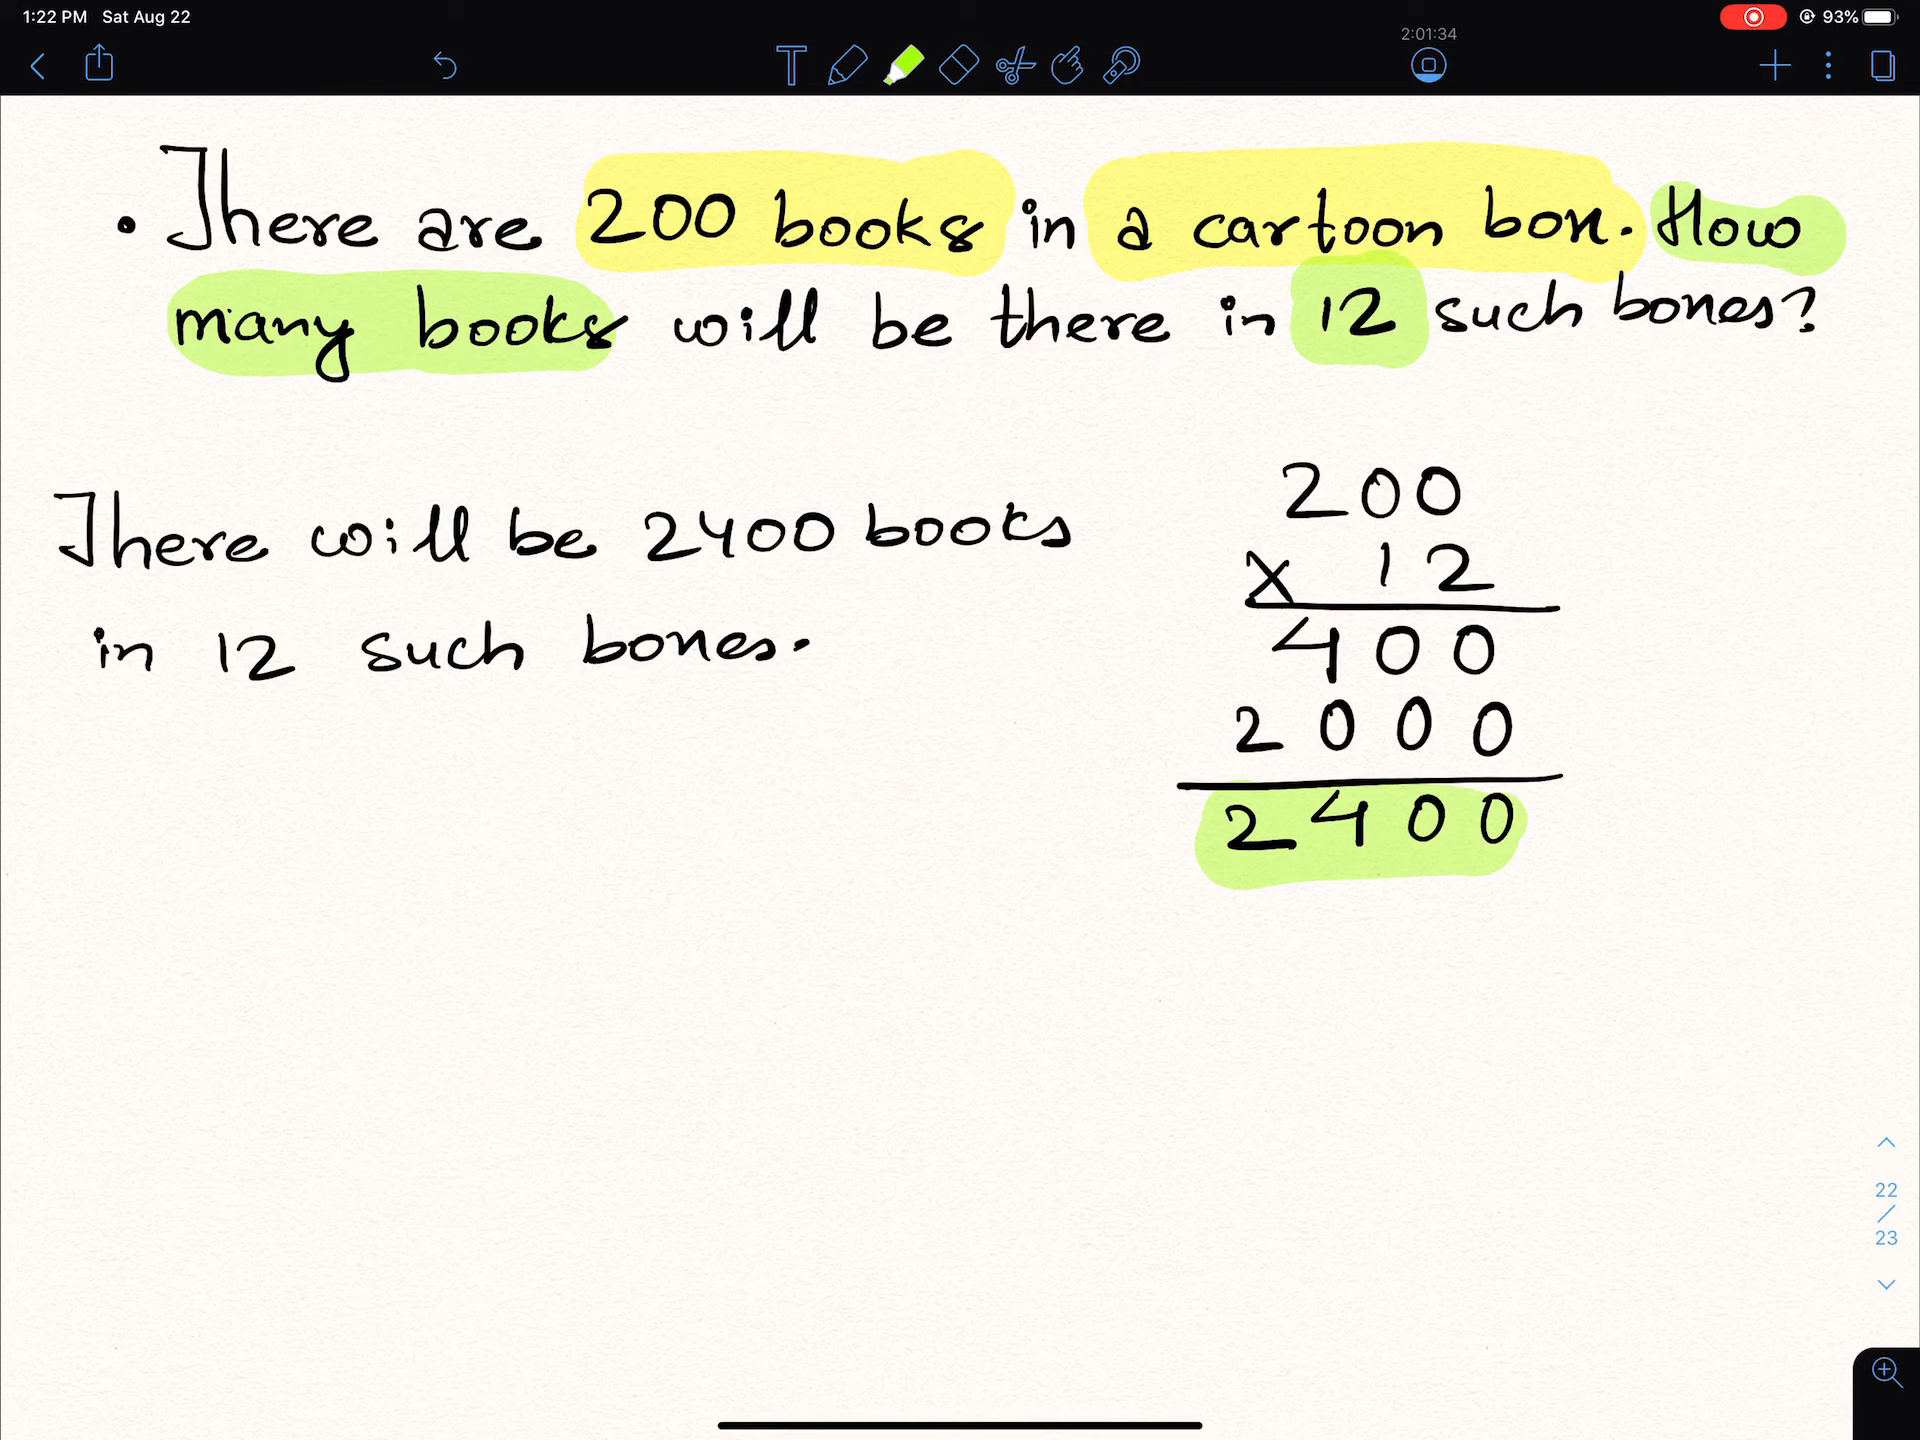 1:22 PM Sat Aug 22
93%
2:01:34
T
• There are 200 books in a cartoon box. How
many books will be there in 12 such boxes?
There will be 2400 books
in 12 such boxes.
200
x 12
400
2000
2400
22
/
23